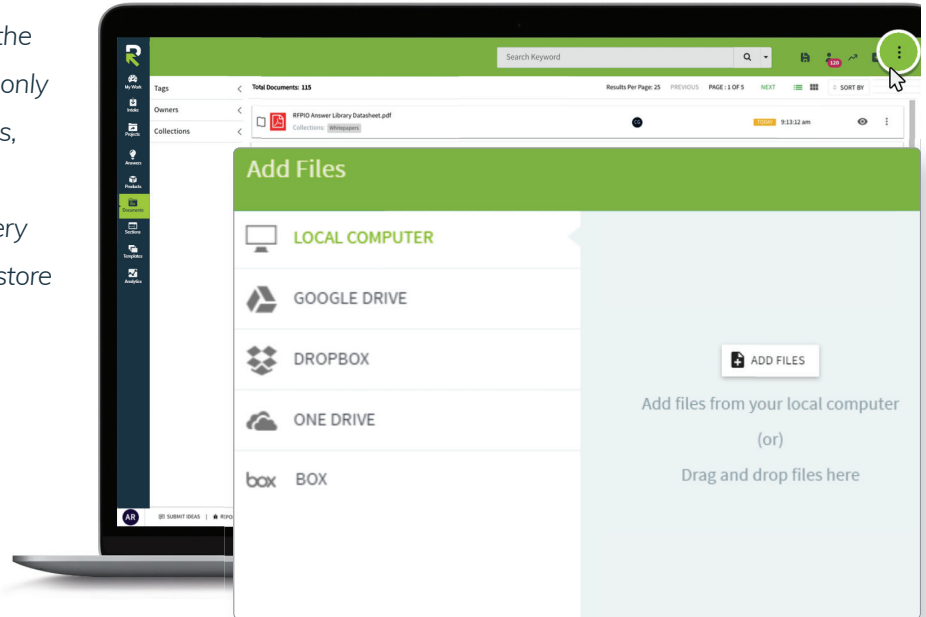 the
only
s,
ery
store
R
Search Keyword
120
My Work
Intake
Projects
Answers
Products
Documents
Sections
Templates
Analytics
Tags
Owners
Collections
Total Documents: 115
Results Per Page: 25 PREVIOUS PAGE : 1 OF 5 NEXT SORT BY
RFPIO Answer Library Datasheet.pdf
Collections: Whitepapers
CG
TODAY 9:13:12 am
Add Files
LOCAL COMPUTER
GOOGLE DRIVE
DROPBOX
ONE DRIVE
box BOX
ADD FILES
Add files from your local computer
(or)
Drag and drop files here
AR
SUBMIT IDEAS |